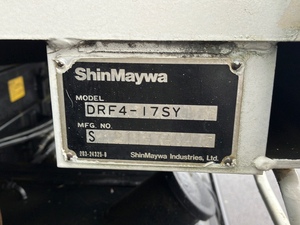 ShinMaywa
MODEL
DRF4-17SY
MFG. NO.
S
ShinMaywa Industries, Ltd.